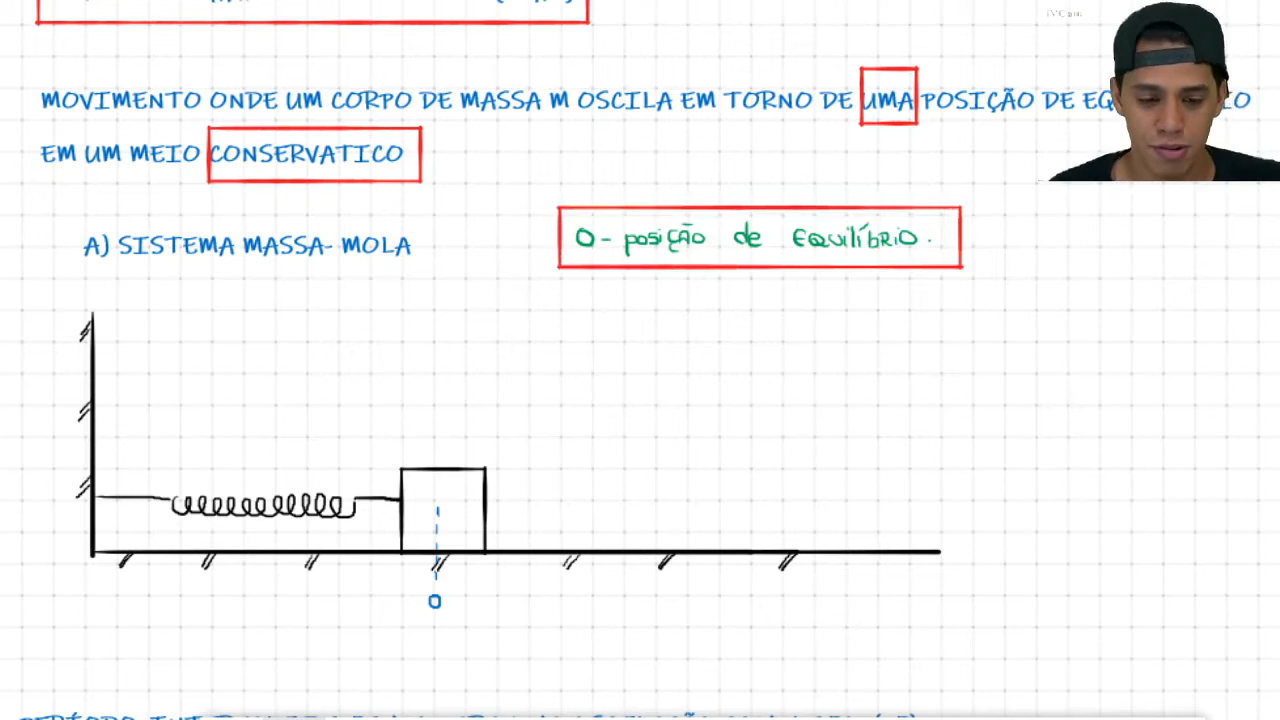 MOVIMENTO ONDE UM CORPO DE MASSA M OSCILA EM TORNO DE UMA POSIÇÃO DE
EM UM MEIO CONSERVATICO
A) SISTEMA MASSA-MOLA
O - posição de EQUILÍBRIO.
O